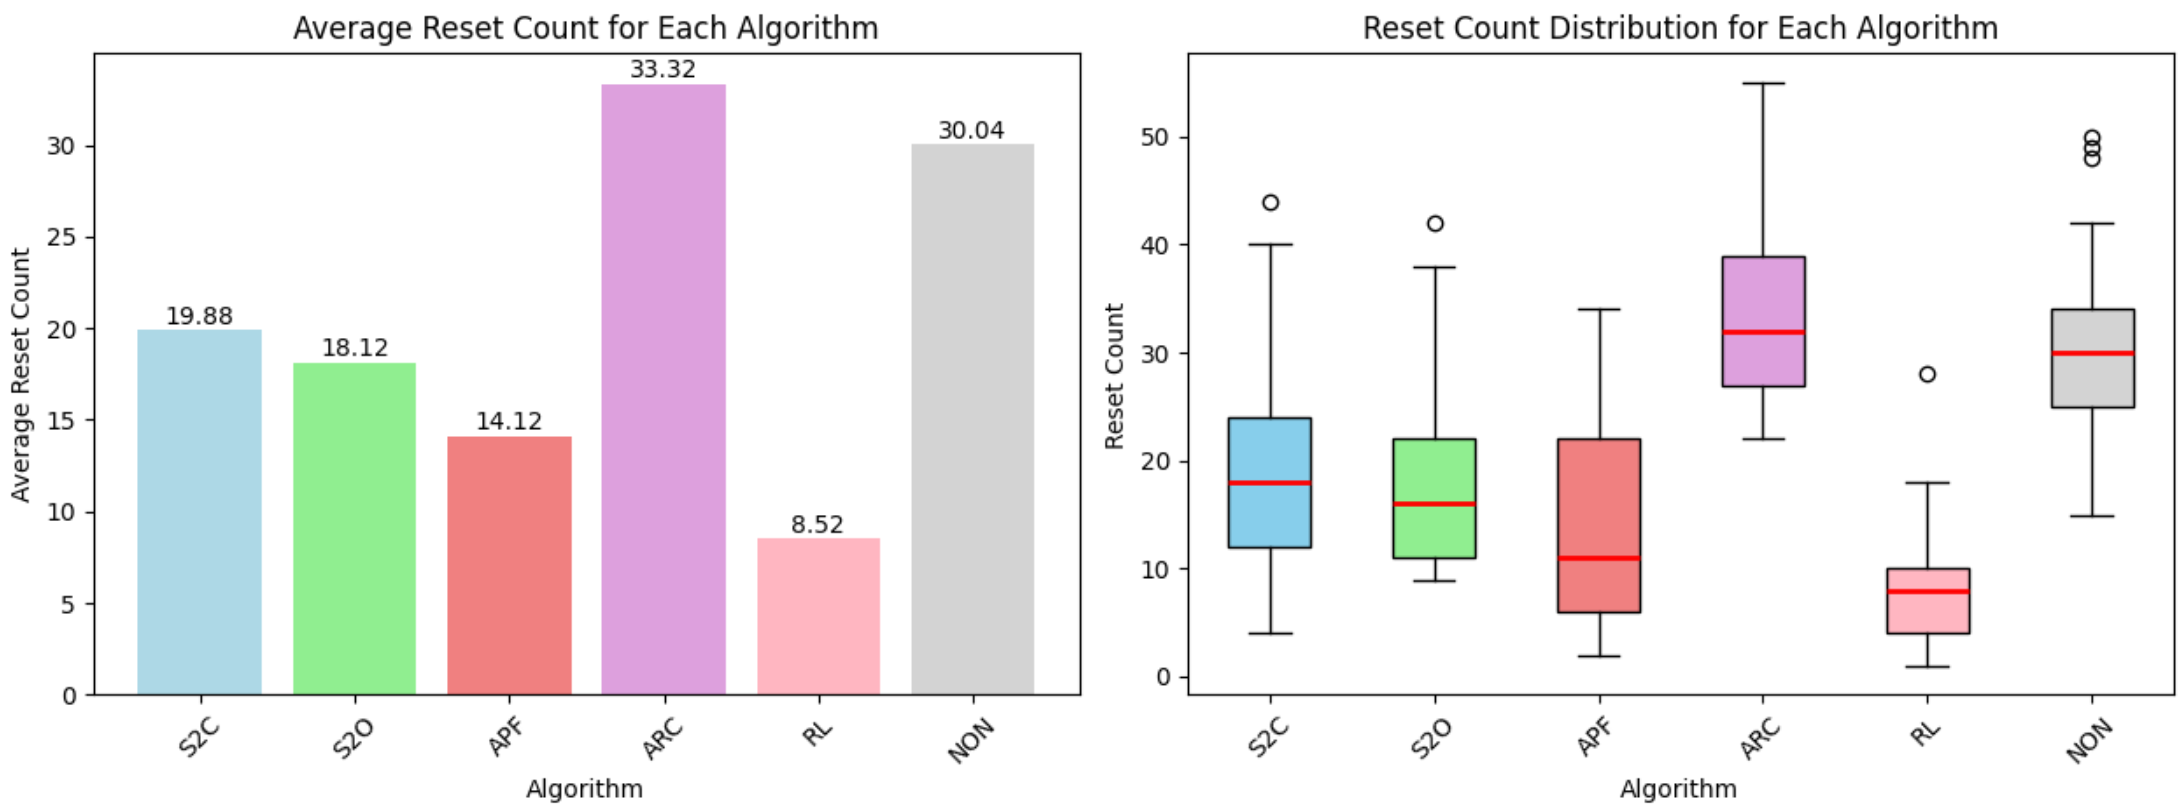 Average Reset Count for Each Algorithm
Average Reset Count
30
25
20
15
10
5
0
19.88
18.12
14.12
33.32
8.52
30.04
S2C
S2O
APF
ARC
RL
NON
Algorithm
Reset Count Distribution for Each Algorithm
Reset Count
50
40
30
20
10
0
S2C
S2O
APF
ARC
RL
NON
Algorithm